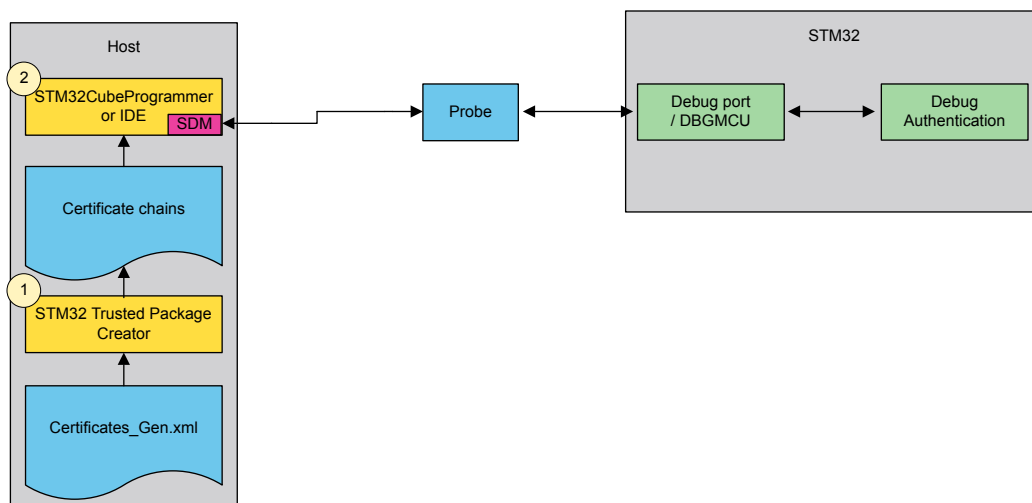 Host
2
STM32CubeProgrammer
or IDE
SDM
Certificate chains
1
STM32 Trusted Package
Creator
Certificates_Gen.xml
Probe
STM32
Debug port
/ DBGMCU
Debug
Authentication